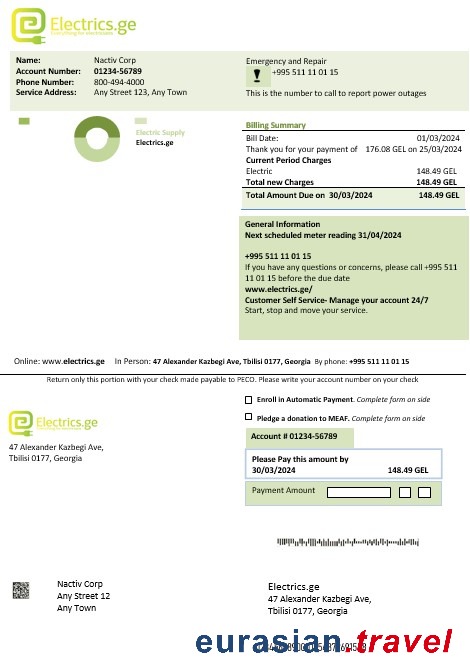 Electrics.ge
Name: Nactiv Corp
Account Number: 01234-56789
Phone Number: 800-494-4000
Service Address: Any Street 123, Any Town
Emergency and Repair
+995 511 11 01 15
This is the number to call to report power outages
Electric Supply
Electrics.ge
Billing Summary
Bill Date: 01/03/2024
Thank you for your payment of 176.08 GEL on 25/03/2024
Current Period Charges
Electric 148.49 GEL
Total new Charges 148.49 GEL
Total Amount Due on 30/03/2024 148.49 GEL
General Information
Next scheduled meter reading 31/04/2024
+995 511 11 01 15
If you have any questions or concerns, please call +995 511
11 01 15 before the due date
www.electrics.ge/
Customer Self Service- Manage your account 24/7
Start, stop and move your service.
Online: www.electrics.ge In Person: 47 Alexander Kazbegi Ave, Tbilisi 0177, Georgia By phone: +995 511 11 01 15
Return only this portion with your check made payable to PECO. Please write your account number on your check
Electrics.ge
47 Alexander Kazbegi Ave,
Tbilisi 0177, Georgia
Enroll in Automatic Payment. Complete form on side
Pledge a donation to MEAF. Complete form on side
Account # 01234-56789
Please Pay this amount by
30/03/2024 148.49 GEL
Payment Amount
Nactiv Corp
Any Street 12
Any Town
Electrics.ge
47 Alexander Kazbegi Ave,
Tbilisi 0177, Georgia
eurasian.travel